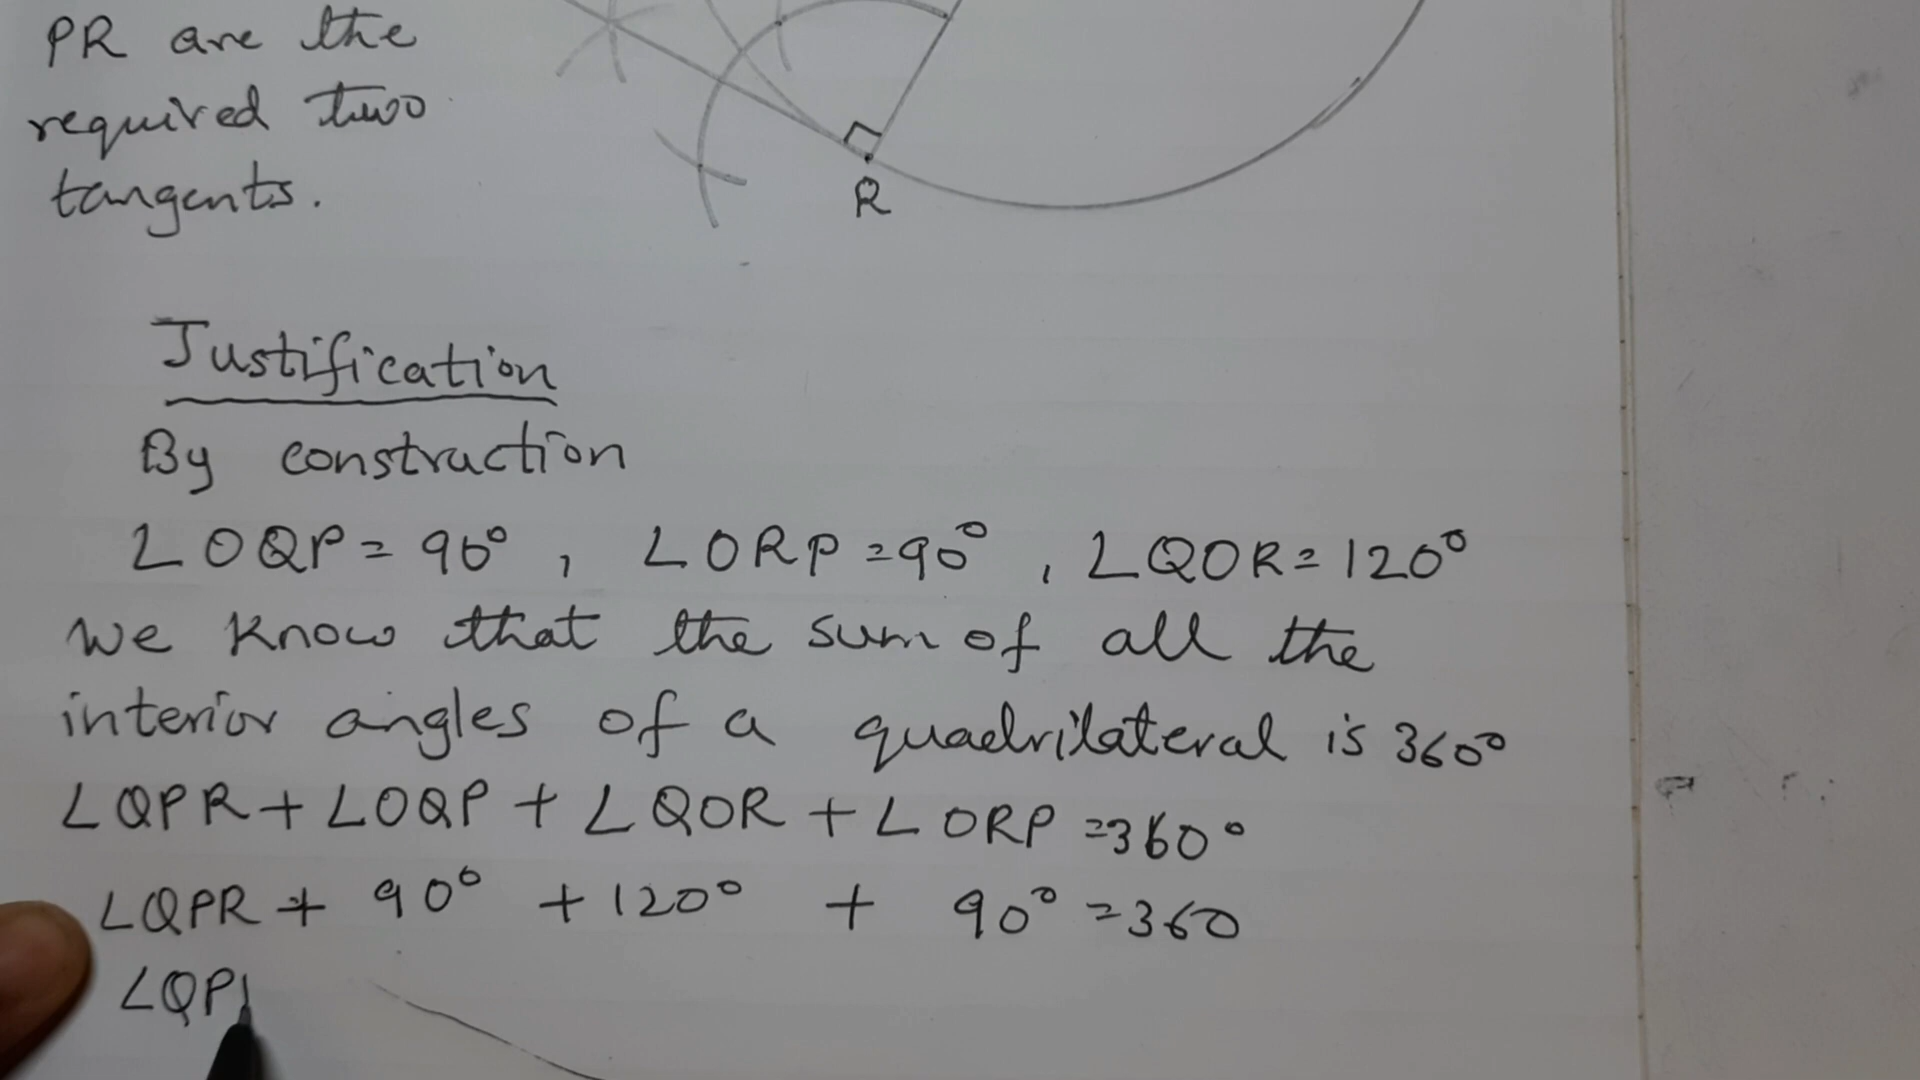 PR are the
required two
tangents.
R
Justification
By construction
∠OQP = 90°, ∠ORP = 90°, ∠QOR = 120°
We know that the sum of all the
interior angles of a quadrilateral is 360°
∠QPR + ∠OQP + ∠QOR + ∠ORP = 360°
∠QPR + 90° + 120° + 90° = 360
∠QP